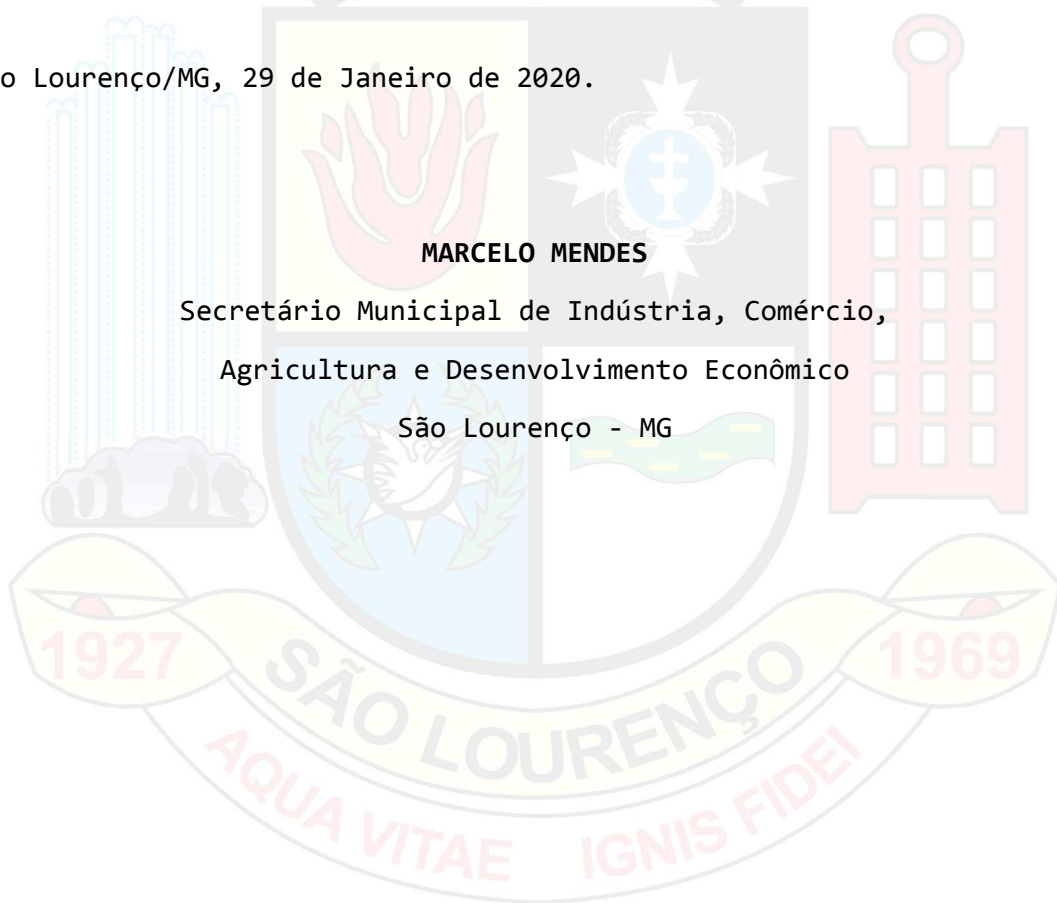 o Lourenço/MG, 29 de Janeiro de 2020.
MARCELO MENDES
Secretário Municipal de Indústria, Comércio,
Agricultura e Desenvolvimento Econômico
São Lourenço - MG
1927
SÃO LOURENÇO
1969
AQUA VITAE IGNIS FIDEI